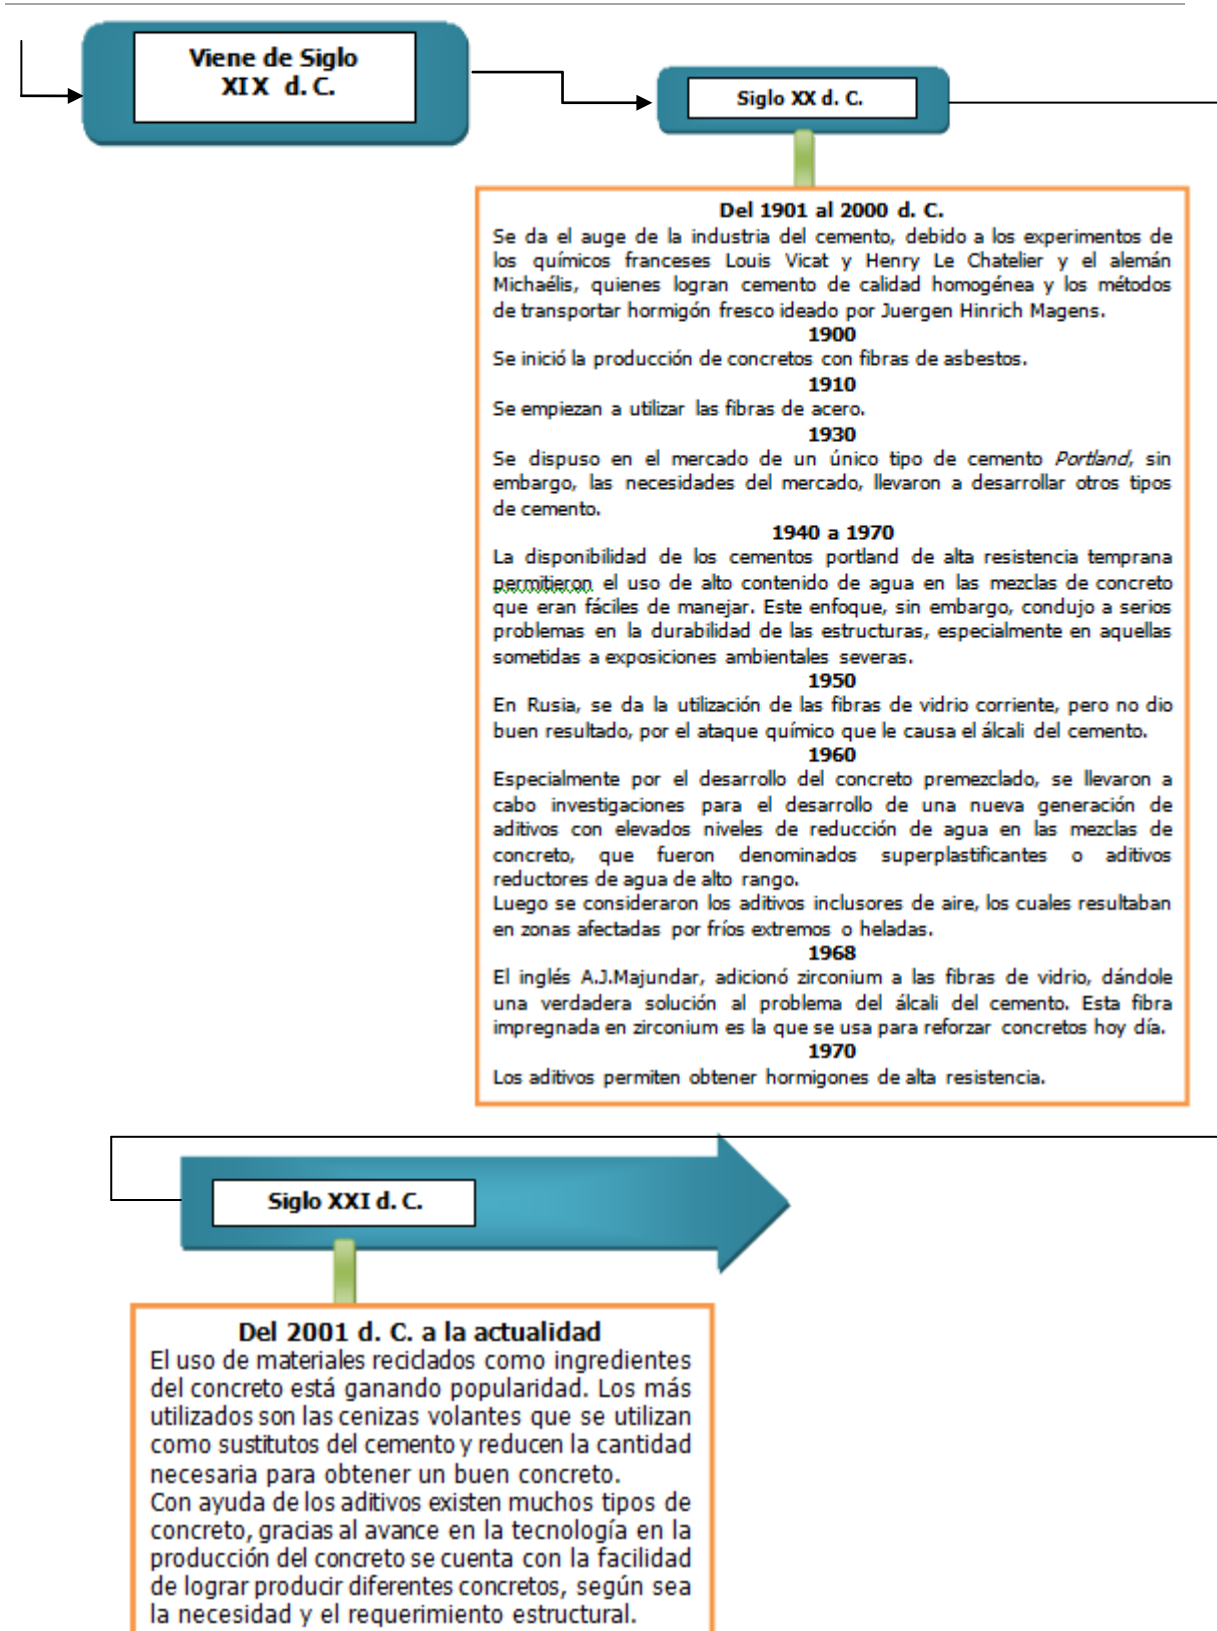 Viene de Siglo
XIX d. C.
Siglo XX d. C.
Del 1901 al 2000 d. C.
Se da el auge de la industria del cemento, debido a los experimentos de
los químicos franceses Louis Vicat y Henry Le Chatelier y el alemán
Michaélis, quienes logran cemento de calidad homogénea y los métodos
de transportar hormigón fresco ideado por Juergen Hinrich Magens.
1900
Se inició la producción de concretos con fibras de asbestos.
1910
Se empiezan a utilizar las fibras de acero.
1930
Se dispuso en el mercado de un único tipo de cemento Portland, sin
embargo, las necesidades del mercado, llevaron a desarrollar otros tipos
de cemento.
1940 a 1970
La disponibilidad de los cementos portland de alta resistencia temprana
permitieron el uso de alto contenido de agua en las mezclas de concreto
que eran fáciles de manejar. Este enfoque, sin embargo, condujo a serios
problemas en la durabilidad de las estructuras, especialmente en aquellas
sometidas a exposiciones ambientales severas.
1950
En Rusia, se da la utilización de las fibras de vidrio corriente, pero no dio
buen resultado, por el ataque químico que le causa el álcali del cemento.
1960
Especialmente por el desarrollo del concreto premezclado, se llevaron a
cabo investigaciones para el desarrollo de una nueva generación de
aditivos con elevados niveles de reducción de agua en las mezclas de
concreto, que fueron denominados superplastificantes o aditivos
reductores de agua de alto rango.
Luego se consideraron los aditivos inclusores de aire, los cuales resultaban
en zonas afectadas por fríos extremos o heladas.
1968
El inglés A.J.Majundar, adicionó zirconium a las fibras de vidrio, dándole
una verdadera solución al problema del álcali del cemento. Esta fibra
impregnada en zirconium es la que se usa para reforzar concretos hoy día.
1970
Los aditivos permiten obtener hormigones de alta resistencia.
Siglo XXI d. C.
Del 2001 d. C. a la actualidad
El uso de materiales reciclados como ingredientes
del concreto está ganando popularidad. Los más
utilizados son las cenizas volantes que se utilizan
como sustitutos del cemento y reducen la cantidad
necesaria para obtener un buen concreto.
Con ayuda de los aditivos existen muchos tipos de
concreto, gracias al avance en la tecnología en la
producción del concreto se cuenta con la facilidad
de lograr producir diferentes concretos, según sea
la necesidad y el requerimiento estructural.